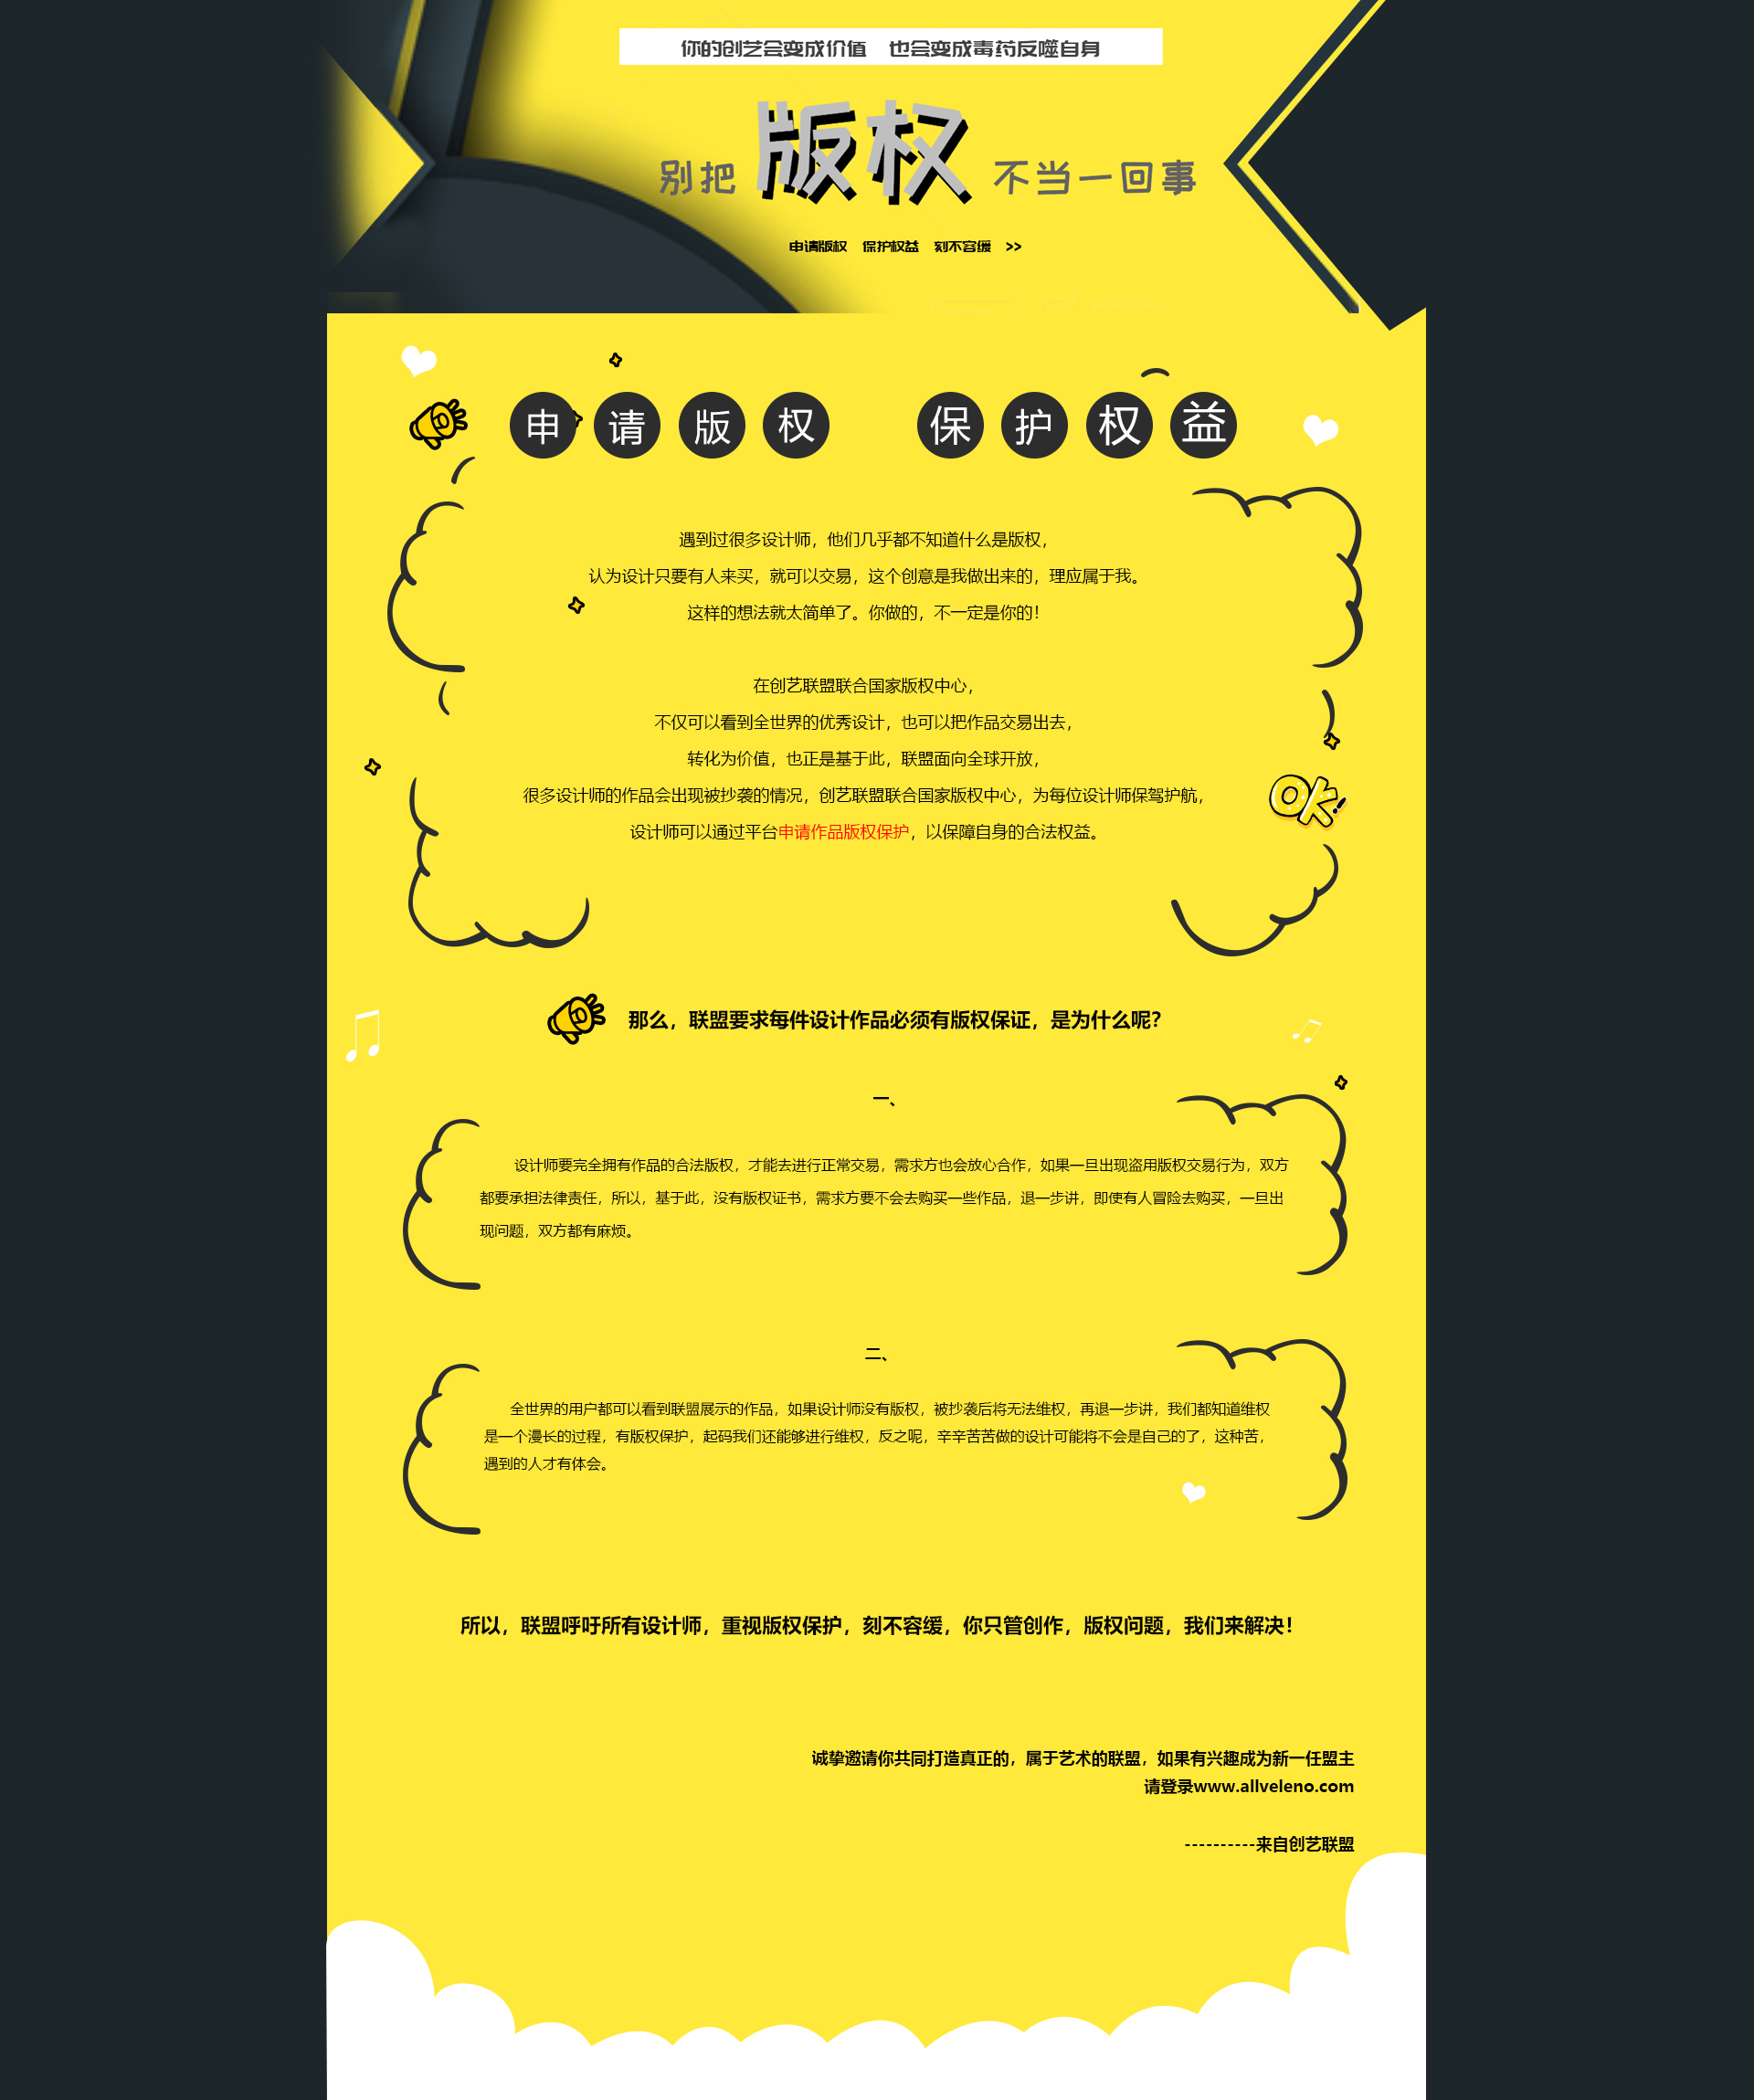 你的创艺会变成价值 也会变成毒药反噬自身
别把 版权 不当一回事
申请版权 保护权益 刻不容缓 >>
申请版权 保护权益
遇到过很多设计师，他们几乎都不知道什么是版权，
认为设计只要有人来买，就可以交易，这个创意是我做出来的，理应属于我。
这样的想法就太简单了。你做的，不一定是你的！
在创艺联盟联合国家版权中心，
不仅可以看到全世界的优秀设计，也可以把作品交易出去，
转化为价值，也正是基于此，联盟面向全球开放，
很多设计师的作品会出现被抄袭的情况，创艺联盟联合国家版权中心，为每位设计师保驾护航，
设计师可以通过平台申请作品版权保护，以保障自身的合法权益。
OK!
那么，联盟要求每件设计作品必须有版权保证，是为什么呢？
一、
设计师要完全拥有作品的合法版权，才能去进行正常交易，需求方也会放心合作，如果一旦出现盗用版权交易行为，双方
都要承担法律责任，所以，基于此，没有版权证书，需求方要不会去购买一些作品，退一步讲，即使有人冒险去购买，一旦出
现问题，双方都有麻烦。
二、
全世界的用户都可以看到联盟展示的作品，如果设计师没有版权，被抄袭后将无法维权，再退一步讲，我们都知道维权
是一个漫长的过程，有版权保护，起码我们还能够进行维权，反之呢，辛辛苦苦做的设计可能将不会是自己的了，这种苦，
遇到的人才有体会。
所以，联盟呼吁所有设计师，重视版权保护，刻不容缓，你只管创作，版权问题，我们来解决！
诚挚邀请你共同打造真正的，属于艺术的联盟，如果有兴趣成为新一任盟主
请登录www.allveleno.com
----------来自创艺联盟